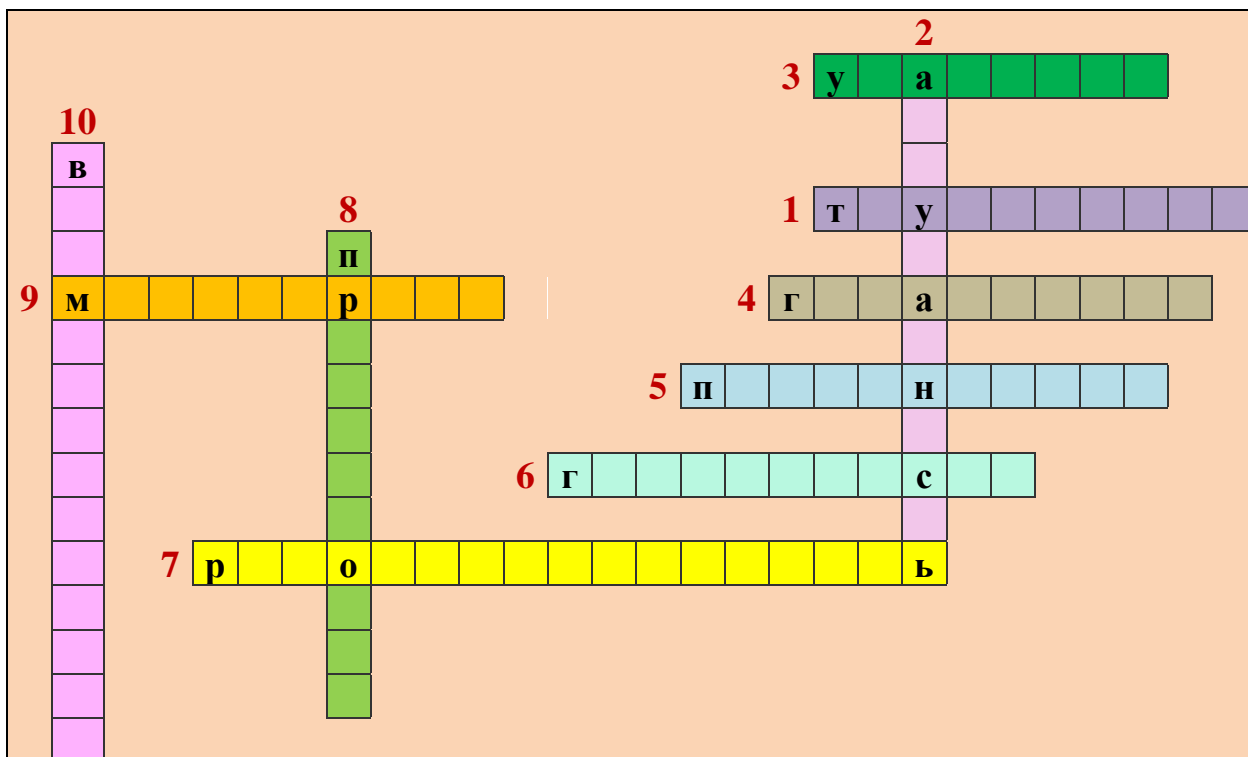 2
3 у а
10
в
8
1 т у
п
9 м р
4 г а
5 п н
6 г с
7 р о ь